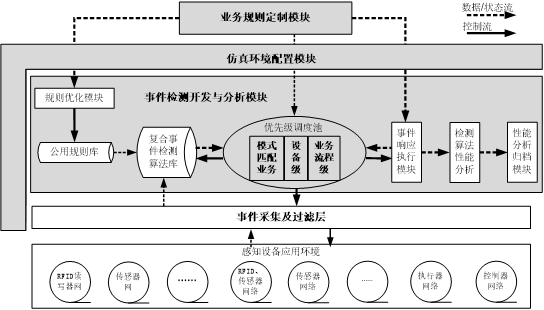 业务规则定制模块
数据/状态流
控制流
仿真环境配置模块
事件检测开发与分析模块
规则优化模块
公用规则库
复合事
件检测
算法库
优先级调度池
模式
匹配
业务
设
备
级
业务
流程
级
事件
响应
执行
模块
检测
算法
性能
分析
性能
分析
归档
模块
事件采集及过滤层
感知设备应用环境
RFID读
写器网
传感器
网
……
RFID、
传感器
网络
传感器
网络
……
执行器
网络
控制器
网络